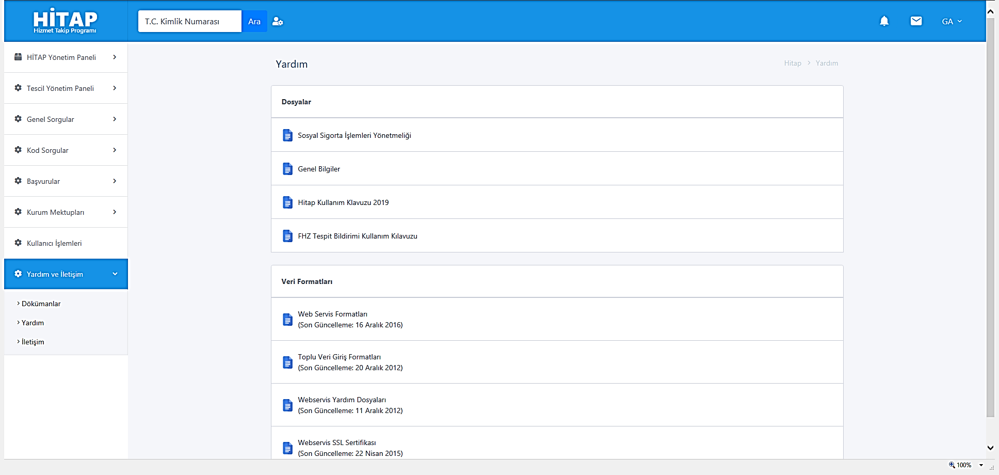 HİTAP
Hizmet Takip Programı
T.C. Kimlik Numarası
Ara
GA
HİTAP Yönetim Paneli
Tescil Yönetim Paneli
Genel Sorgular
Kod Sorgular
Başvurular
Kurum Mektupları
Kullanıcı İşlemleri
Yardım ve İletişim
Dökümanlar
Yardım
İletişim
Yardım
Hitap > Yardım
Dosyalar
Sosyal Sigorta İşlemleri Yönetmeliği
Genel Bilgiler
Hitap Kullanım Klavuzu 2019
FHZ Tespit Bildirimi Kullanım Kılavuzu
Veri Formatları
Web Servis Formatları
(Son Güncelleme: 16 Aralık 2016)
Toplu Veri Giriş Formatları
(Son Güncelleme: 20 Aralık 2012)
Webservis Yardım Dosyaları
(Son Güncelleme: 11 Aralık 2012)
Webservis SSL Sertifikası
(Son Güncelleme: 22 Nisan 2015)
100%